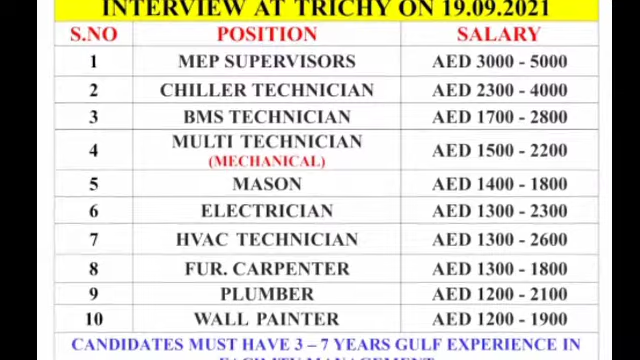 INTERVIEW AT TRICHY ON 19.09.2021
S.NO POSITION SALARY
1 MEP SUPERVISORS AED 3000 - 5000
2 CHILLER TECHNICIAN AED 2300 - 4000
3 BMS TECHNICIAN AED 1700 - 2800
4 MULTI TECHNICIAN (MECHANICAL) AED 1500 - 2200
5 MASON AED 1400 - 1800
6 ELECTRICIAN AED 1300 - 2300
7 HVAC TECHNICIAN AED 1300 - 2600
8 FUR. CARPENTER AED 1300 - 1800
9 PLUMBER AED 1200 - 2100
10 WALL PAINTER AED 1200 - 1900
CANDIDATES MUST HAVE 3 – 7 YEARS GULF EXPERIENCE IN